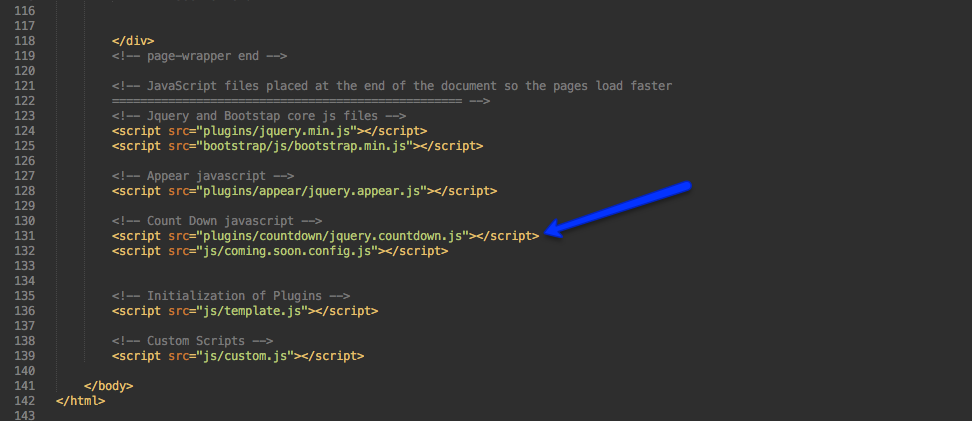 116
117
118 </div>
119 <!-- page-wrapper end -->
120
121 <!-- JavaScript files placed at the end of the document so the pages load faster
122 ================================================== -->
123 <!-- Jquery and Bootstap core js files -->
124 <script src="plugins/jquery.min.js"></script>
125 <script src="bootstrap/js/bootstrap.min.js"></script>
126
127 <!-- Appear javascript -->
128 <script src="plugins/appear/jquery.appear.js"></script>
129
130 <!-- Count Down javascript -->
131 <script src="plugins/countdown/jquery.countdown.js"></script>
132 <script src="js/coming.soon.config.js"></script>
133
134
135 <!-- Initialization of Plugins -->
136 <script src="js/template.js"></script>
137
138 <!-- Custom Scripts -->
139 <script src="js/custom.js"></script>
140
141 </body>
142 </html>
143